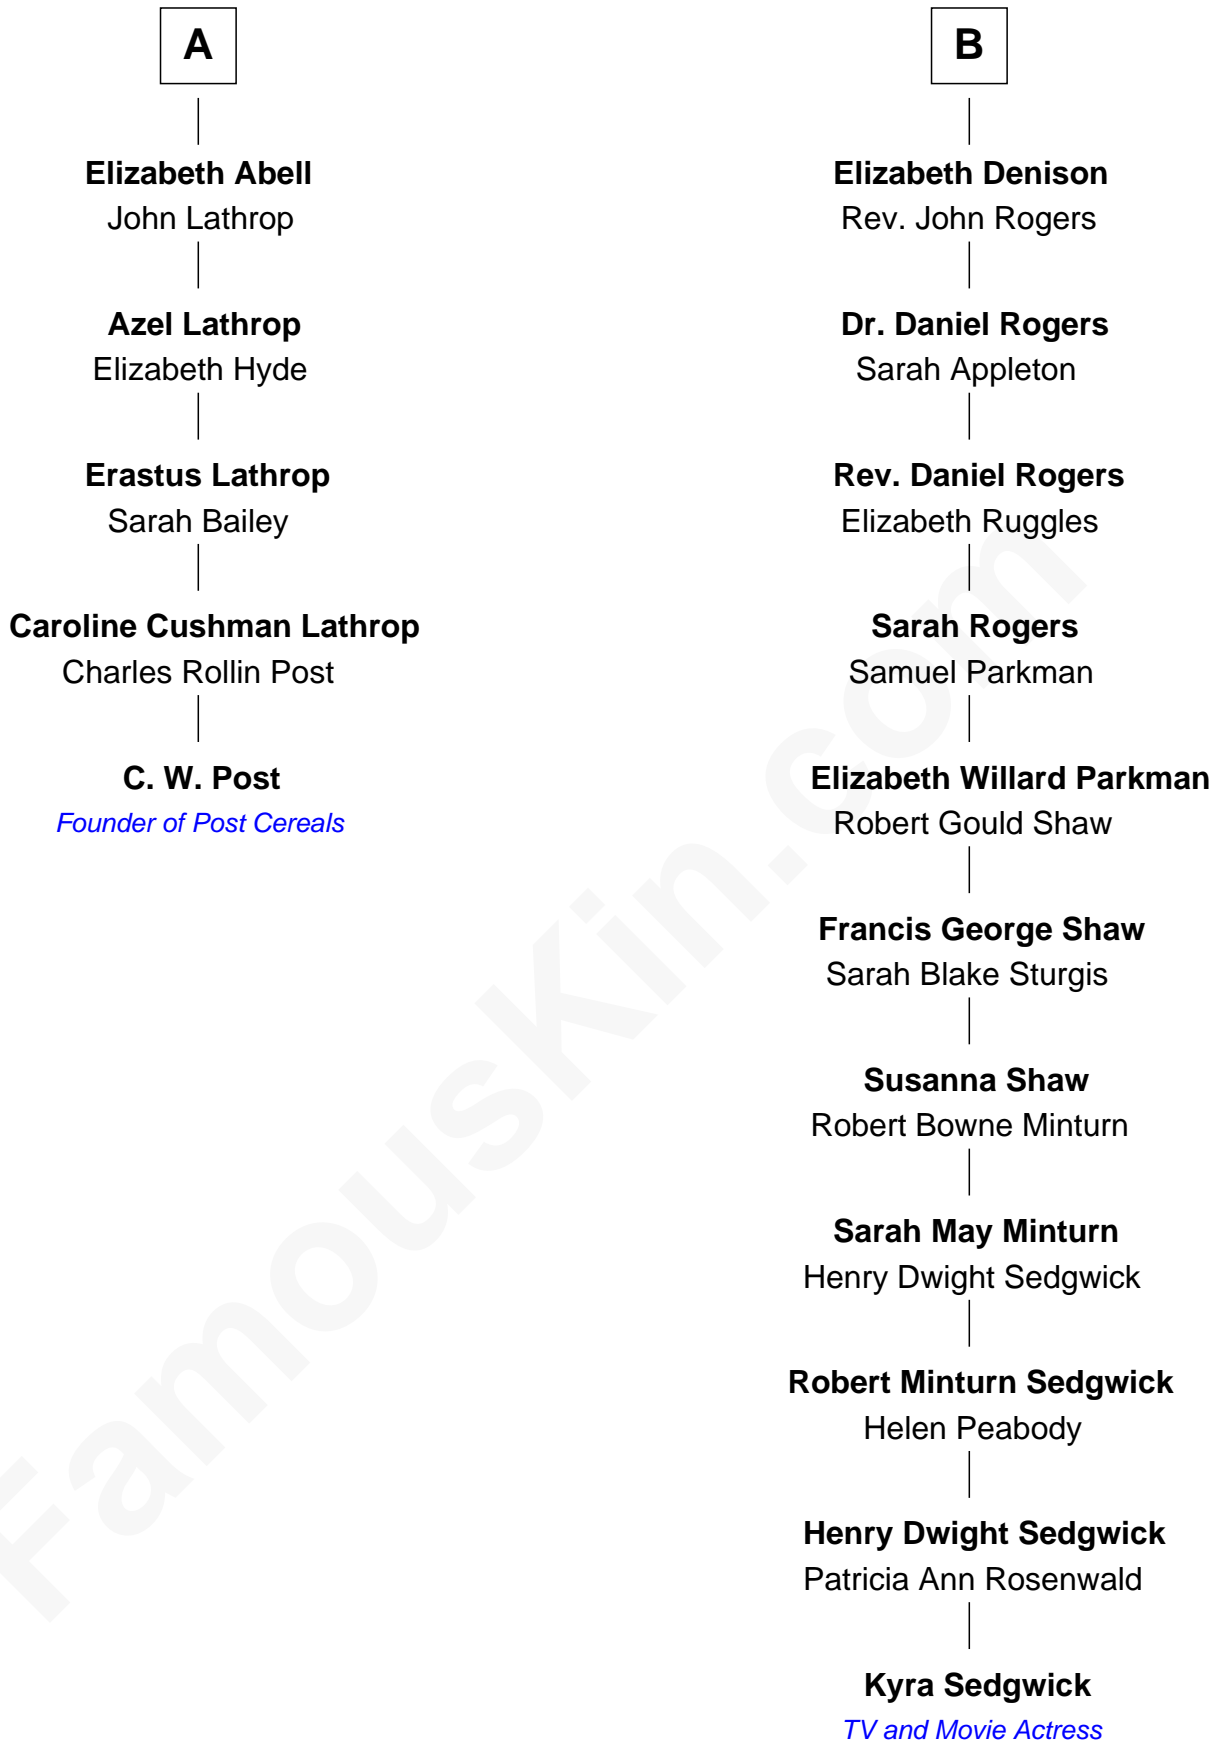 A
Elizabeth Abell
John Lathrop
Azel Lathrop
Elizabeth Hyde
Erastus Lathrop
Sarah Bailey
Caroline Cushman Lathrop
Charles Rollin Post
C. W. Post
Founder of Post Cereals
B
Elizabeth Denison
Rev. John Rogers
Dr. Daniel Rogers
Sarah Appleton
Rev. Daniel Rogers
Elizabeth Ruggles
Sarah Rogers
Samuel Parkman
Elizabeth Willard Parkman
Robert Gould Shaw
Francis George Shaw
Sarah Blake Sturgis
Susanna Shaw
Robert Bowne Minturn
Sarah May Minturn
Henry Dwight Sedgwick
Robert Minturn Sedgwick
Helen Peabody
Henry Dwight Sedgwick
Patricia Ann Rosenwald
Kyra Sedgwick
TV and Movie Actress
FamousKin.com